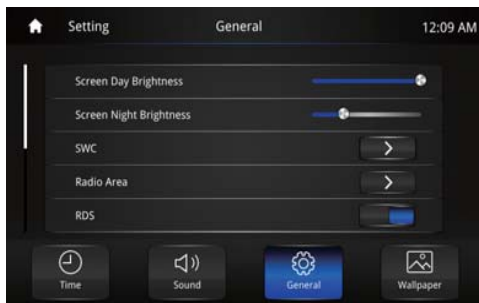 Setting General 12:09 AM
Screen Day Brightness
Screen Night Brightness
SWC
Radio Area
RDS
Time Sound General Wallpaper